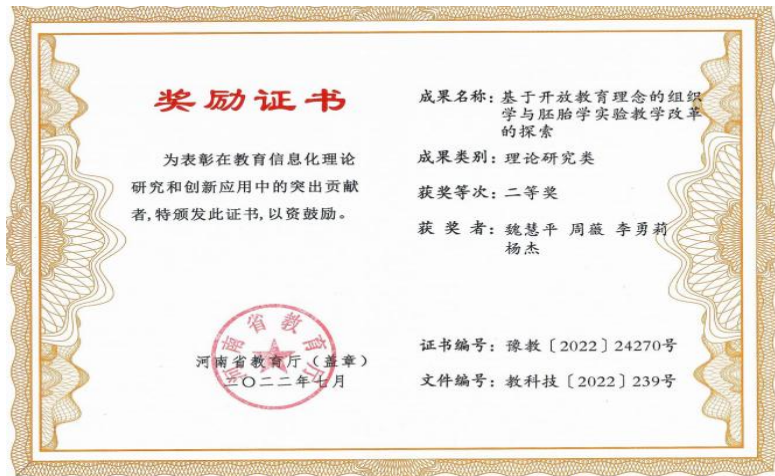 奖励证书
为表彰在教育信息化理论
研究和创新应用中的突出贡献
者,特颁发此证书,以资鼓励。
河南省教育厅（盖章）
二〇二二年七月
河南省教育厅
成果名称：基于开放教育理念的组织
学与胚胎学实验教学改革
的探索
成果类别：理论研究类
获奖等次：二等奖
获奖者：魏慧平 周薇 李勇莉
杨杰
证书编号：豫教〔2022〕24270号
文件编号：教科技〔2022〕239号